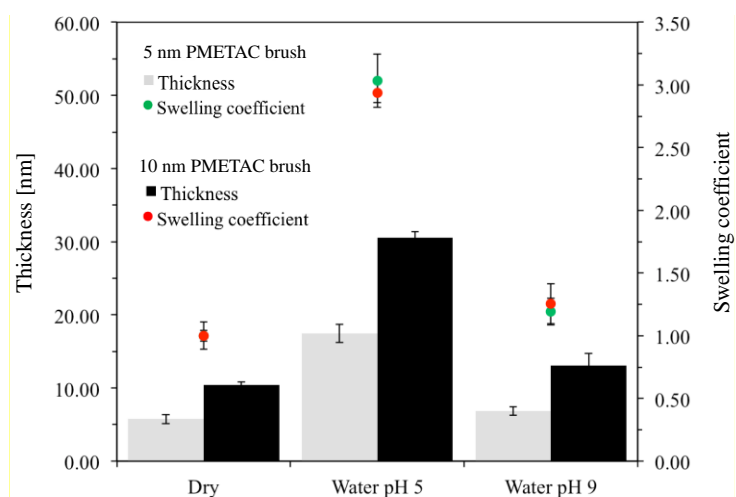 60.00
50.00
40.00
30.00
20.00
10.00
0.00
Thickness [nm]
5 nm PMETAC brush
Thickness
Swelling coefficient
10 nm PMETAC brush
Thickness
Swelling coefficient
3.50
3.00
2.50
2.00
1.50
1.00
0.50
0.00
Swelling coefficient
Dry
Water pH 5
Water pH 9